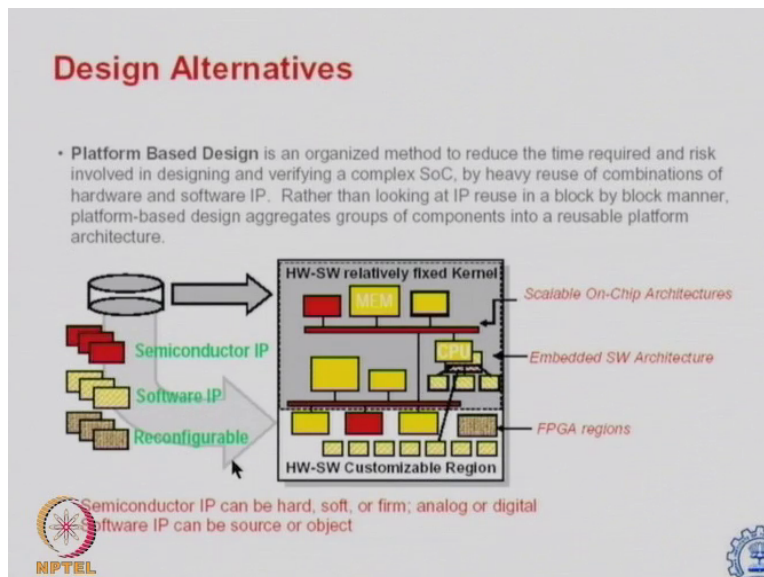 Design Alternatives
• Platform Based Design is an organized method to reduce the time required and risk
involved in designing and verifying a complex SoC, by heavy reuse of combinations of
hardware and software IP. Rather than looking at IP reuse in a block by block manner,
platform-based design aggregates groups of components into a reusable platform
architecture.
HW-SW relatively fixed Kernel
MEM
Scalable On-Chip Architectures
Semiconductor IP
CPU
Embedded SW Architecture
Software IP
Reconfigurable
FPGA regions
HW-SW Customizable Region
Semiconductor IP can be hard, soft, or firm; analog or digital
Software IP can be source or object
NPTEL